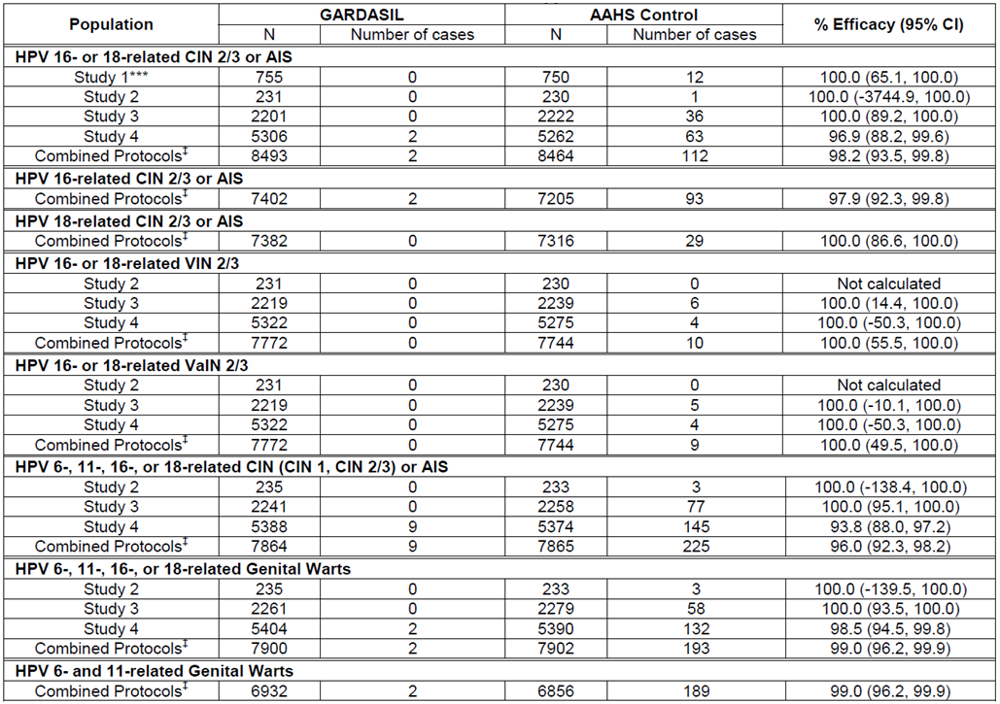 Population GARDASIL AAHS Control % Efficacy (95% CI)
N Number of cases N Number of cases
HPV 16- or 18-related CIN 2/3 or AIS
Study 1*** 755 0 750 12 100.0 (65.1, 100.0)
Study 2 231 0 230 1 100.0 (-3744.9, 100.0)
Study 3 2201 0 2222 36 100.0 (89.2, 100.0)
Study 4 5306 2 5262 63 96.9 (88.2, 99.6)
Combined Protocols‡ 8493 2 8464 112 98.2 (93.5, 99.8)
HPV 16-related CIN 2/3 or AIS
Combined Protocols‡ 7402 2 7205 93 97.9 (92.3, 99.8)
HPV 18-related CIN 2/3 or AIS
Combined Protocols‡ 7382 0 7316 29 100.0 (86.6, 100.0)
HPV 16- or 18-related VIN 2/3
Study 2 231 0 230 0 Not calculated
Study 3 2219 0 2239 6 100.0 (14.4, 100.0)
Study 4 5322 0 5275 4 100.0 (-50.3, 100.0)
Combined Protocols‡ 7772 0 7744 10 100.0 (55.5, 100.0)
HPV 16- or 18-related VaIN 2/3
Study 2 231 0 230 0 Not calculated
Study 3 2219 0 2239 5 100.0 (-10.1, 100.0)
Study 4 5322 0 5275 4 100.0 (-50.3, 100.0)
Combined Protocols‡ 7772 0 7744 9 100.0 (49.5, 100.0)
HPV 6-, 11-, 16-, or 18-related CIN (CIN 1, CIN 2/3) or AIS
Study 2 235 0 233 3 100.0 (-138.4, 100.0)
Study 3 2241 0 2258 77 100.0 (95.1, 100.0)
Study 4 5388 9 5374 145 93.8 (88.0, 97.2)
Combined Protocols‡ 7864 9 7865 225 96.0 (92.3, 98.2)
HPV 6-, 11-, 16-, or 18-related Genital Warts
Study 2 235 0 233 3 100.0 (-139.5, 100.0)
Study 3 2261 0 2279 58 100.0 (93.5, 100.0)
Study 4 5404 2 5390 132 98.5 (94.5, 99.8)
Combined Protocols‡ 7900 2 7902 193 99.0 (96.2, 99.9)
HPV 6- and 11-related Genital Warts
Combined Protocols‡ 6932 2 6856 189 99.0 (96.2, 99.9)